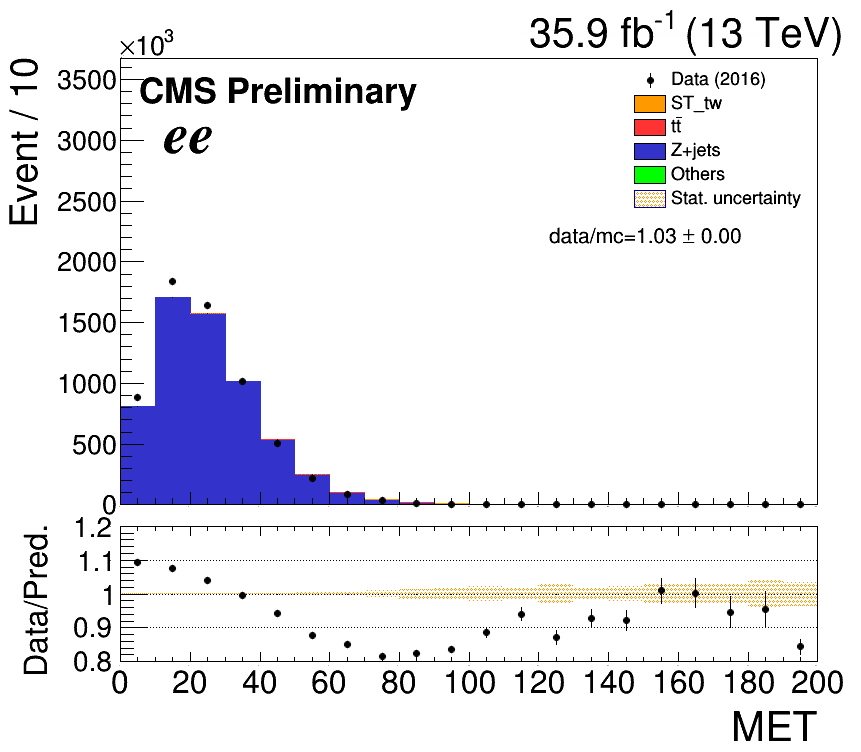 35.9 fb⁻¹ (13 TeV)
×10³
CMS Preliminary
ee
Data (2016)
ST_tw
tt̄
Z+jets
Others
Stat. uncertainty
data/mc=1.03 ± 0.00
Event / 10
3500
3000
2500
2000
1500
1000
500
0
Data/Pred.
1.2
1.1
1
0.9
0.8
0 20 40 60 80 100 120 140 160 180 200
MET